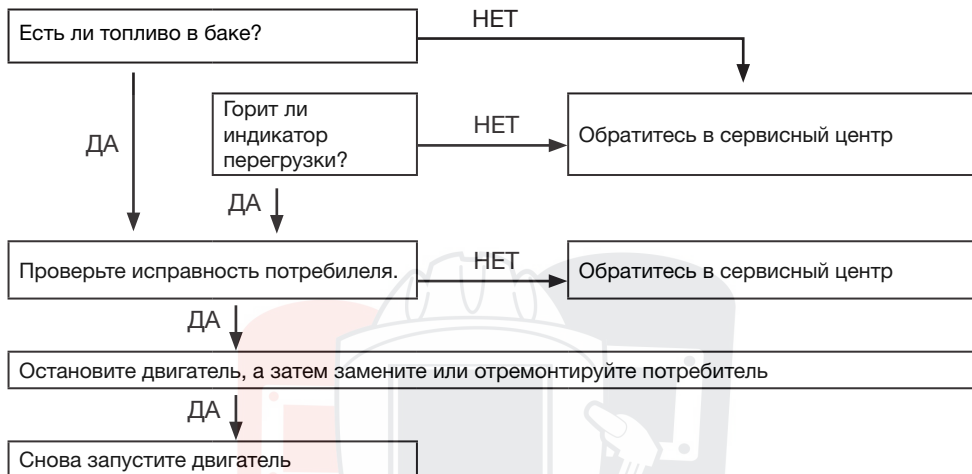 НЕТ
Есть ли топливо в баке?
ДА
Горит ли
индикатор
перегрузки?
НЕТ
Обратитесь в сервисный центр
ДА
Проверьте исправность потребилеля.
НЕТ
Обратитесь в сервисный центр
ДА
Остановите двигатель, а затем замените или отремонтируйте потребитель
ДА
Снова запустите двигатель